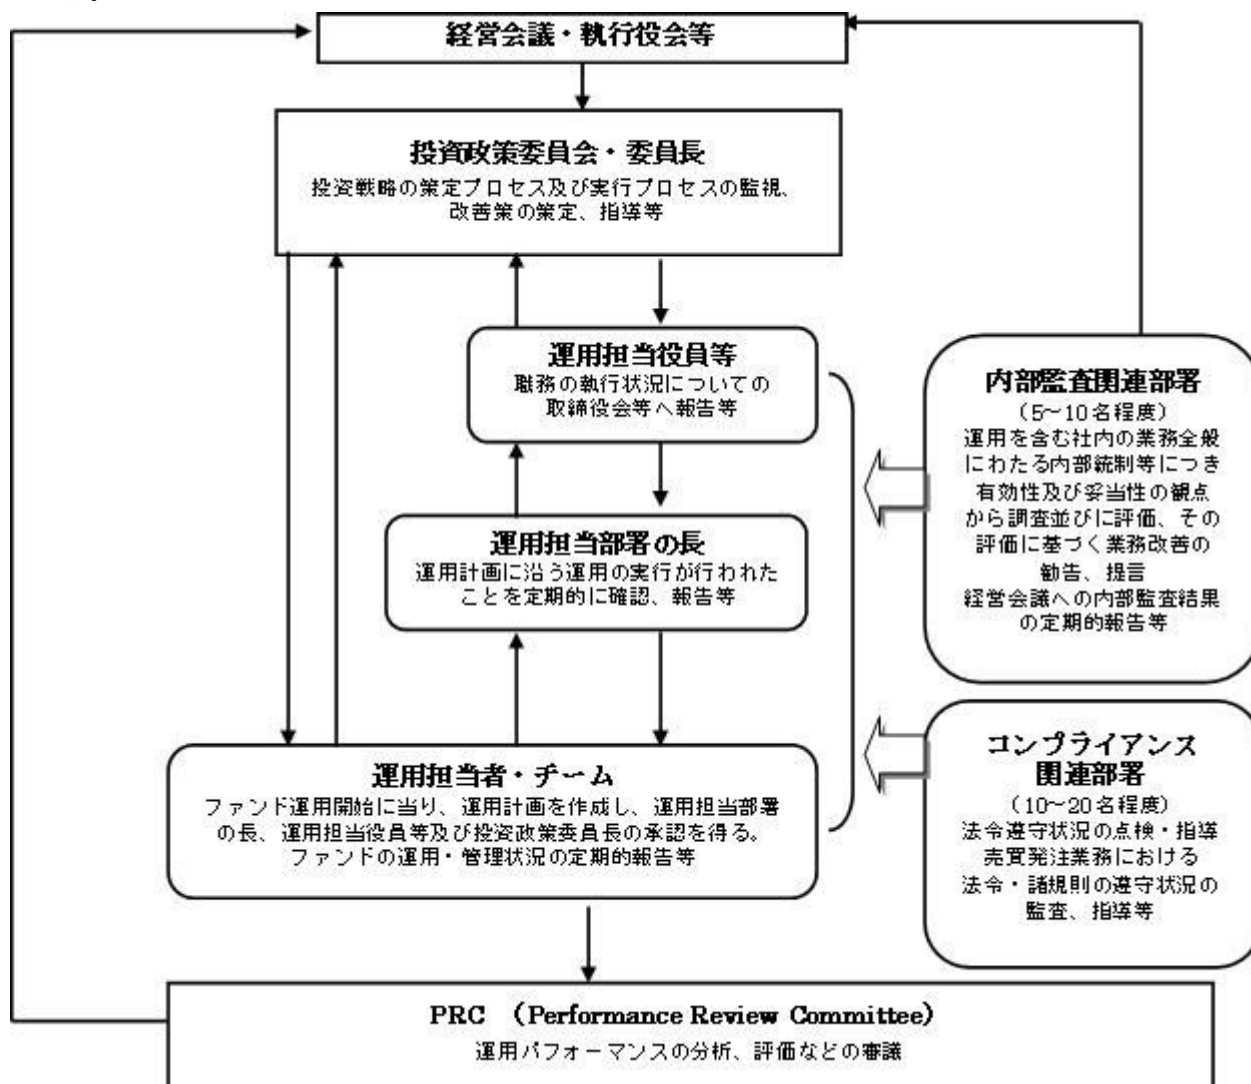 経営会議・執行役会等
投資政策委員会・委員長
投資戦略の策定プロセス及び実行プロセスの監視、
改善策の策定、指導等
運用担当役員等
職務の執行状況についての
取締役会等へ報告等
運用担当部署の長
運用計画に沿う運用の実行が行われた
ことを定期的に確認、報告等
運用担当者・チーム
ファンド運用開始に当り、運用計画を作成し、運用担当部署
の長、運用担当役員等及び投資政策委員長の承認を得る。
ファンドの運用・管理状況の定期的報告等
内部監査関連部署
（5～10名程度）
運用を含む社内の業務全般
にわたる内部統制等につき
有効性及び妥当性の観点
から調査並びに評価、その
評価に基づく業務改善の
勧告、提言
経営会議への内部監査結果
の定期的報告等
コンプライアンス
関連部署
（10～20名程度）
法令遵守状況の点検・指導
売買発注業務における
法令・諸規則の遵守状況の
監査、指導等
PRC （Performance Review Committee）
運用パフォーマンスの分析、評価などの審議